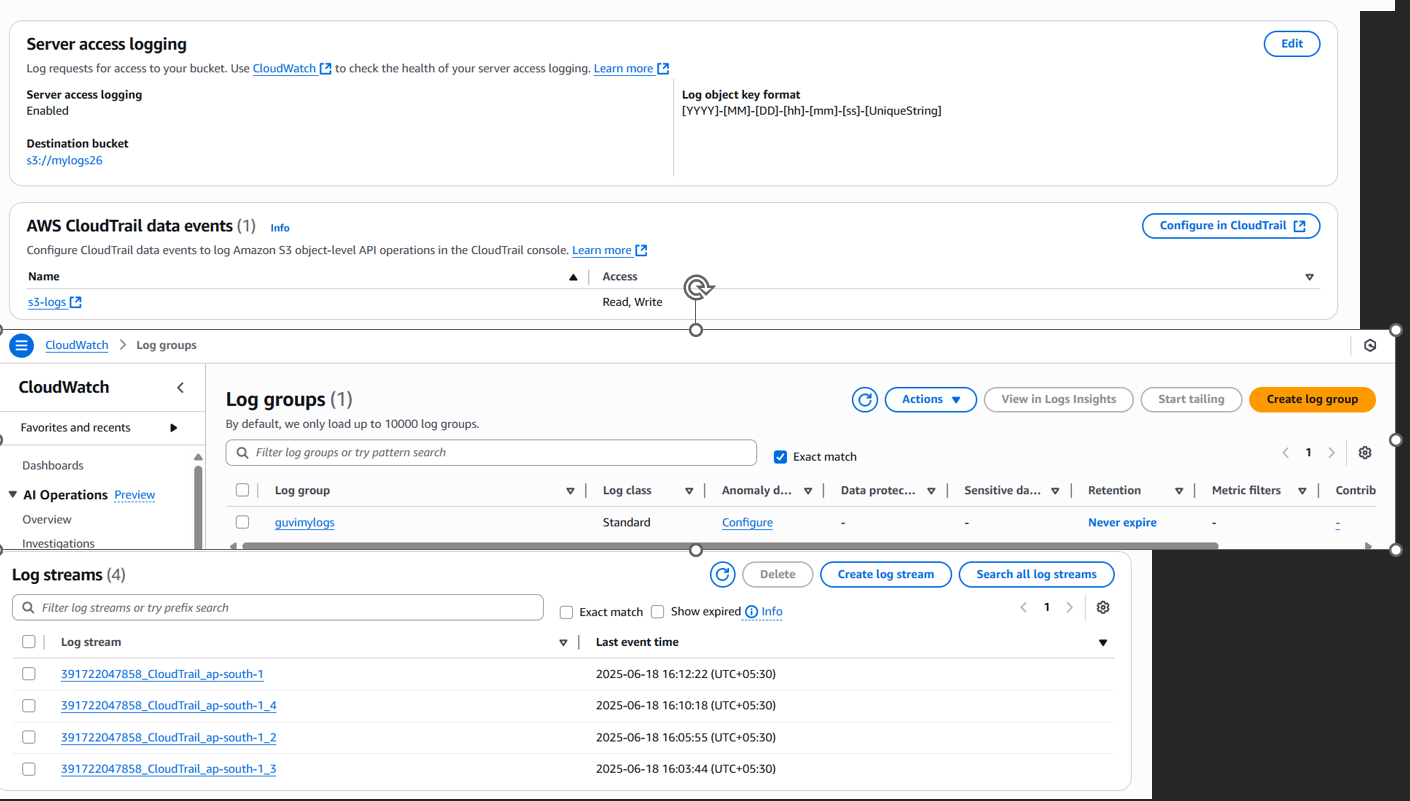 Server access logging
Edit
Log requests for access to your bucket. Use CloudWatch to check the health of your server access logging. Learn more
Server access logging
Enabled
Log object key format
[YYYY]-[MM]-[DD]-[hh]-[mm]-[ss]-[UniqueString]
Destination bucket
s3://mylogs26
AWS CloudTrail data events (1) Info
Configure in CloudTrail
Configure CloudTrail data events to log Amazon S3 object-level API operations in the CloudTrail console. Learn more
Name Access
s3-logs Read, Write
CloudWatch > Log groups
CloudWatch
Favorites and recents
Dashboards
AI Operations Preview
Overview
Investigations
Log groups (1)
Actions View in Logs Insights Start tailing Create log group
By default, we only load up to 10000 log groups.
Filter log groups or try pattern search
Exact match
1
Log group Log class Anomaly d... Data protec... Sensitive da... Retention Metric filters Contrib
guvimylogs Standard Configure - - Never expire - -
Log streams (4)
Delete Create log stream Search all log streams
Filter log streams or try prefix search
Exact match Show expired Info
1
Log stream Last event time
391722047858_CloudTrail_ap-south-1 2025-06-18 16:12:22 (UTC+05:30)
391722047858_CloudTrail_ap-south-1_4 2025-06-18 16:10:18 (UTC+05:30)
391722047858_CloudTrail_ap-south-1_2 2025-06-18 16:05:55 (UTC+05:30)
391722047858_CloudTrail_ap-south-1_3 2025-06-18 16:03:44 (UTC+05:30)